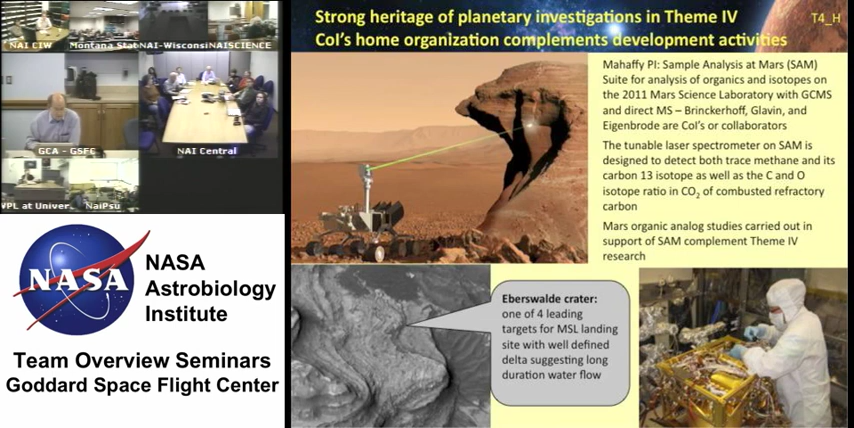 NAI CIW
Montana Stat
NAI-Wisconsi
NAISCIENCE
GCA - GSFC
NAI Central
VPL at Univer
NaiPsu
NASA
NASA
Astrobiology
Institute
Team Overview Seminars
Goddard Space Flight Center
Strong heritage of planetary investigations in Theme IV
CoI's home organization complements development activities
T4_H
Mahaffy PI: Sample Analysis at Mars (SAM)
Suite for analysis of organics and isotopes on
the 2011 Mars Science Laboratory with GCMS
and direct MS – Brinckerhoff, Glavin, and
Eigenbrode are CoI's or collaborators
The tunable laser spectrometer on SAM is
designed to detect both trace methane and its
carbon 13 isotope as well as the C and O
isotope ratio in CO2 of combusted refractory
carbon
Mars organic analog studies carried out in
support of SAM complement Theme IV
research
Eberswalde crater:
one of 4 leading
targets for MSL landing
site with well defined
delta suggesting long
duration water flow